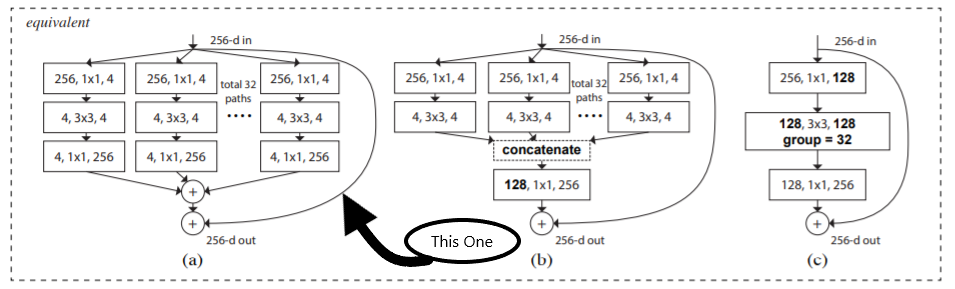 equivalent
256-d in
256, 1x1, 4
256, 1x1, 4
256, 1x1, 4
total 32
paths
....
4, 3x3, 4
4, 3x3, 4
4, 3x3, 4
4, 1x1, 256
4, 1x1, 256
4, 1x1, 256
+
+
256-d out
(a)
This One
256-d in
256, 1x1, 4
256, 1x1, 4
256, 1x1, 4
total 32
paths
....
4, 3x3, 4
4, 3x3, 4
4, 3x3, 4
concatenate
128, 1x1, 256
+
256-d out
(b)
256-d in
256, 1x1, 128
128, 3x3, 128
group = 32
128, 1x1, 256
+
256-d out
(c)